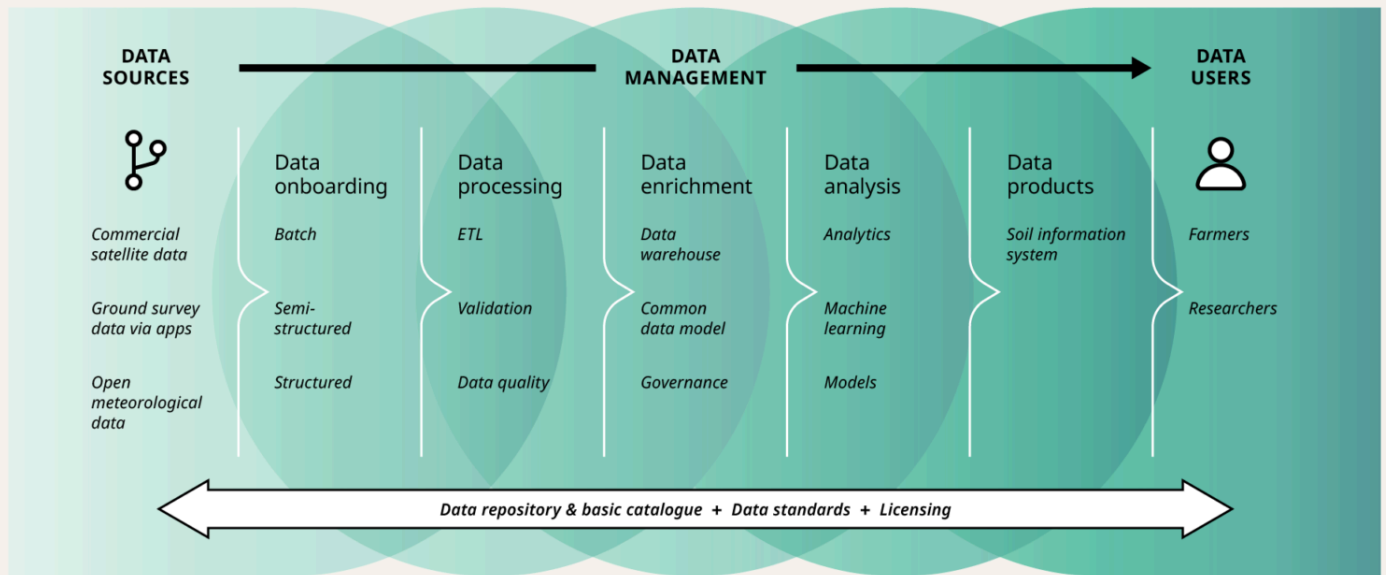 DATA
SOURCES
DATA
MANAGEMENT
DATA
USERS
Commercial
satellite data
Ground survey
data via apps
Open
meteorological
data
Data
onboarding
Batch
Semi-
structured
Structured
Data
processing
ETL
Validation
Data quality
Data
enrichment
Data
warehouse
Common
data model
Governance
Data
analysis
Analytics
Machine
learning
Models
Data
products
Soil information
system
Farmers
Researchers
Data repository & basic catalogue + Data standards + Licensing